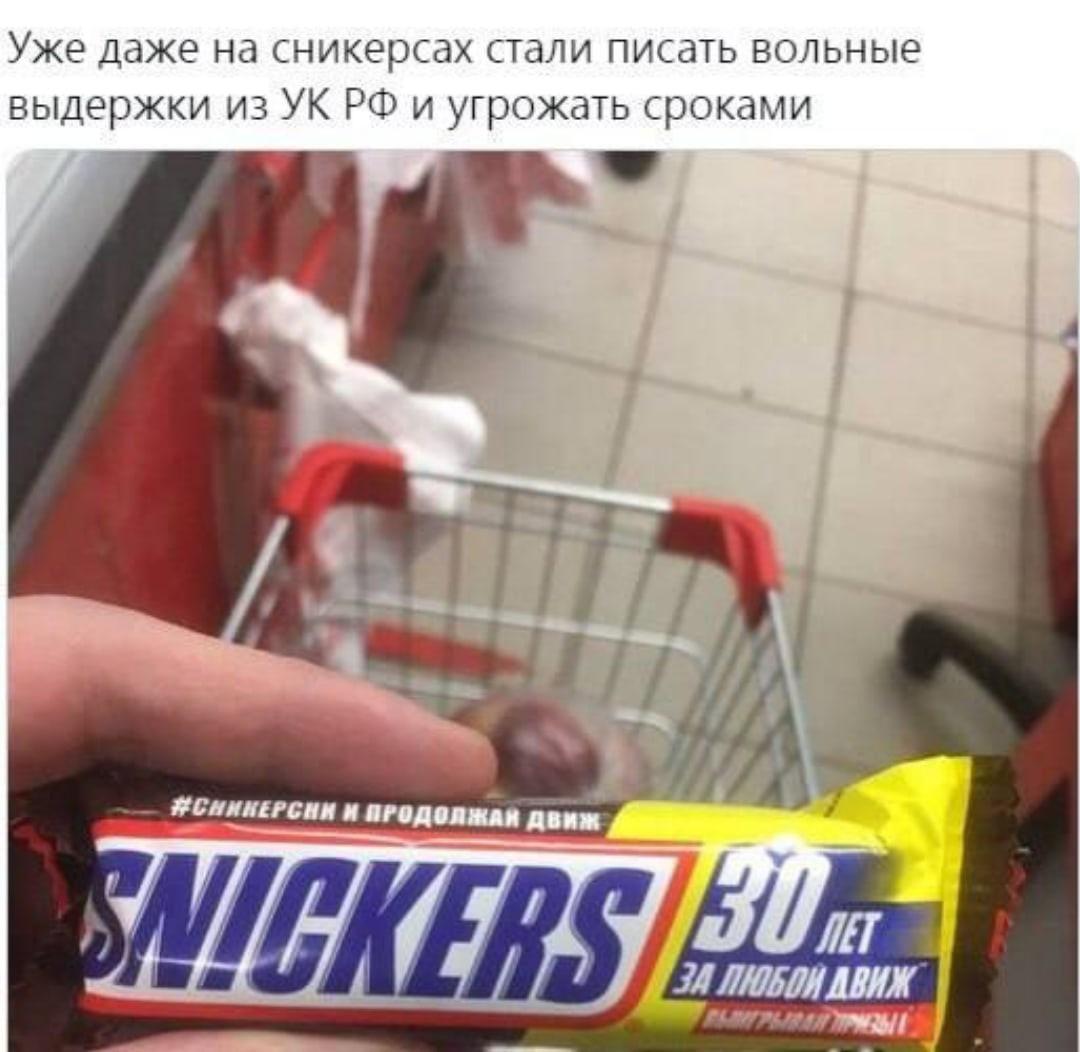 Уже даже на сникерсах стали писать вольные
выдержки из УК РФ и угрожать сроками
#СНИКЕРСНИ И ПРОДОЛЖАЙ ДВИЖ
SNICKERS
30 ЛЕТ
ЗА ЛЮБОЙ ДВИЖ
ВЫИГРЫВАЙ ПРИЗЫ!